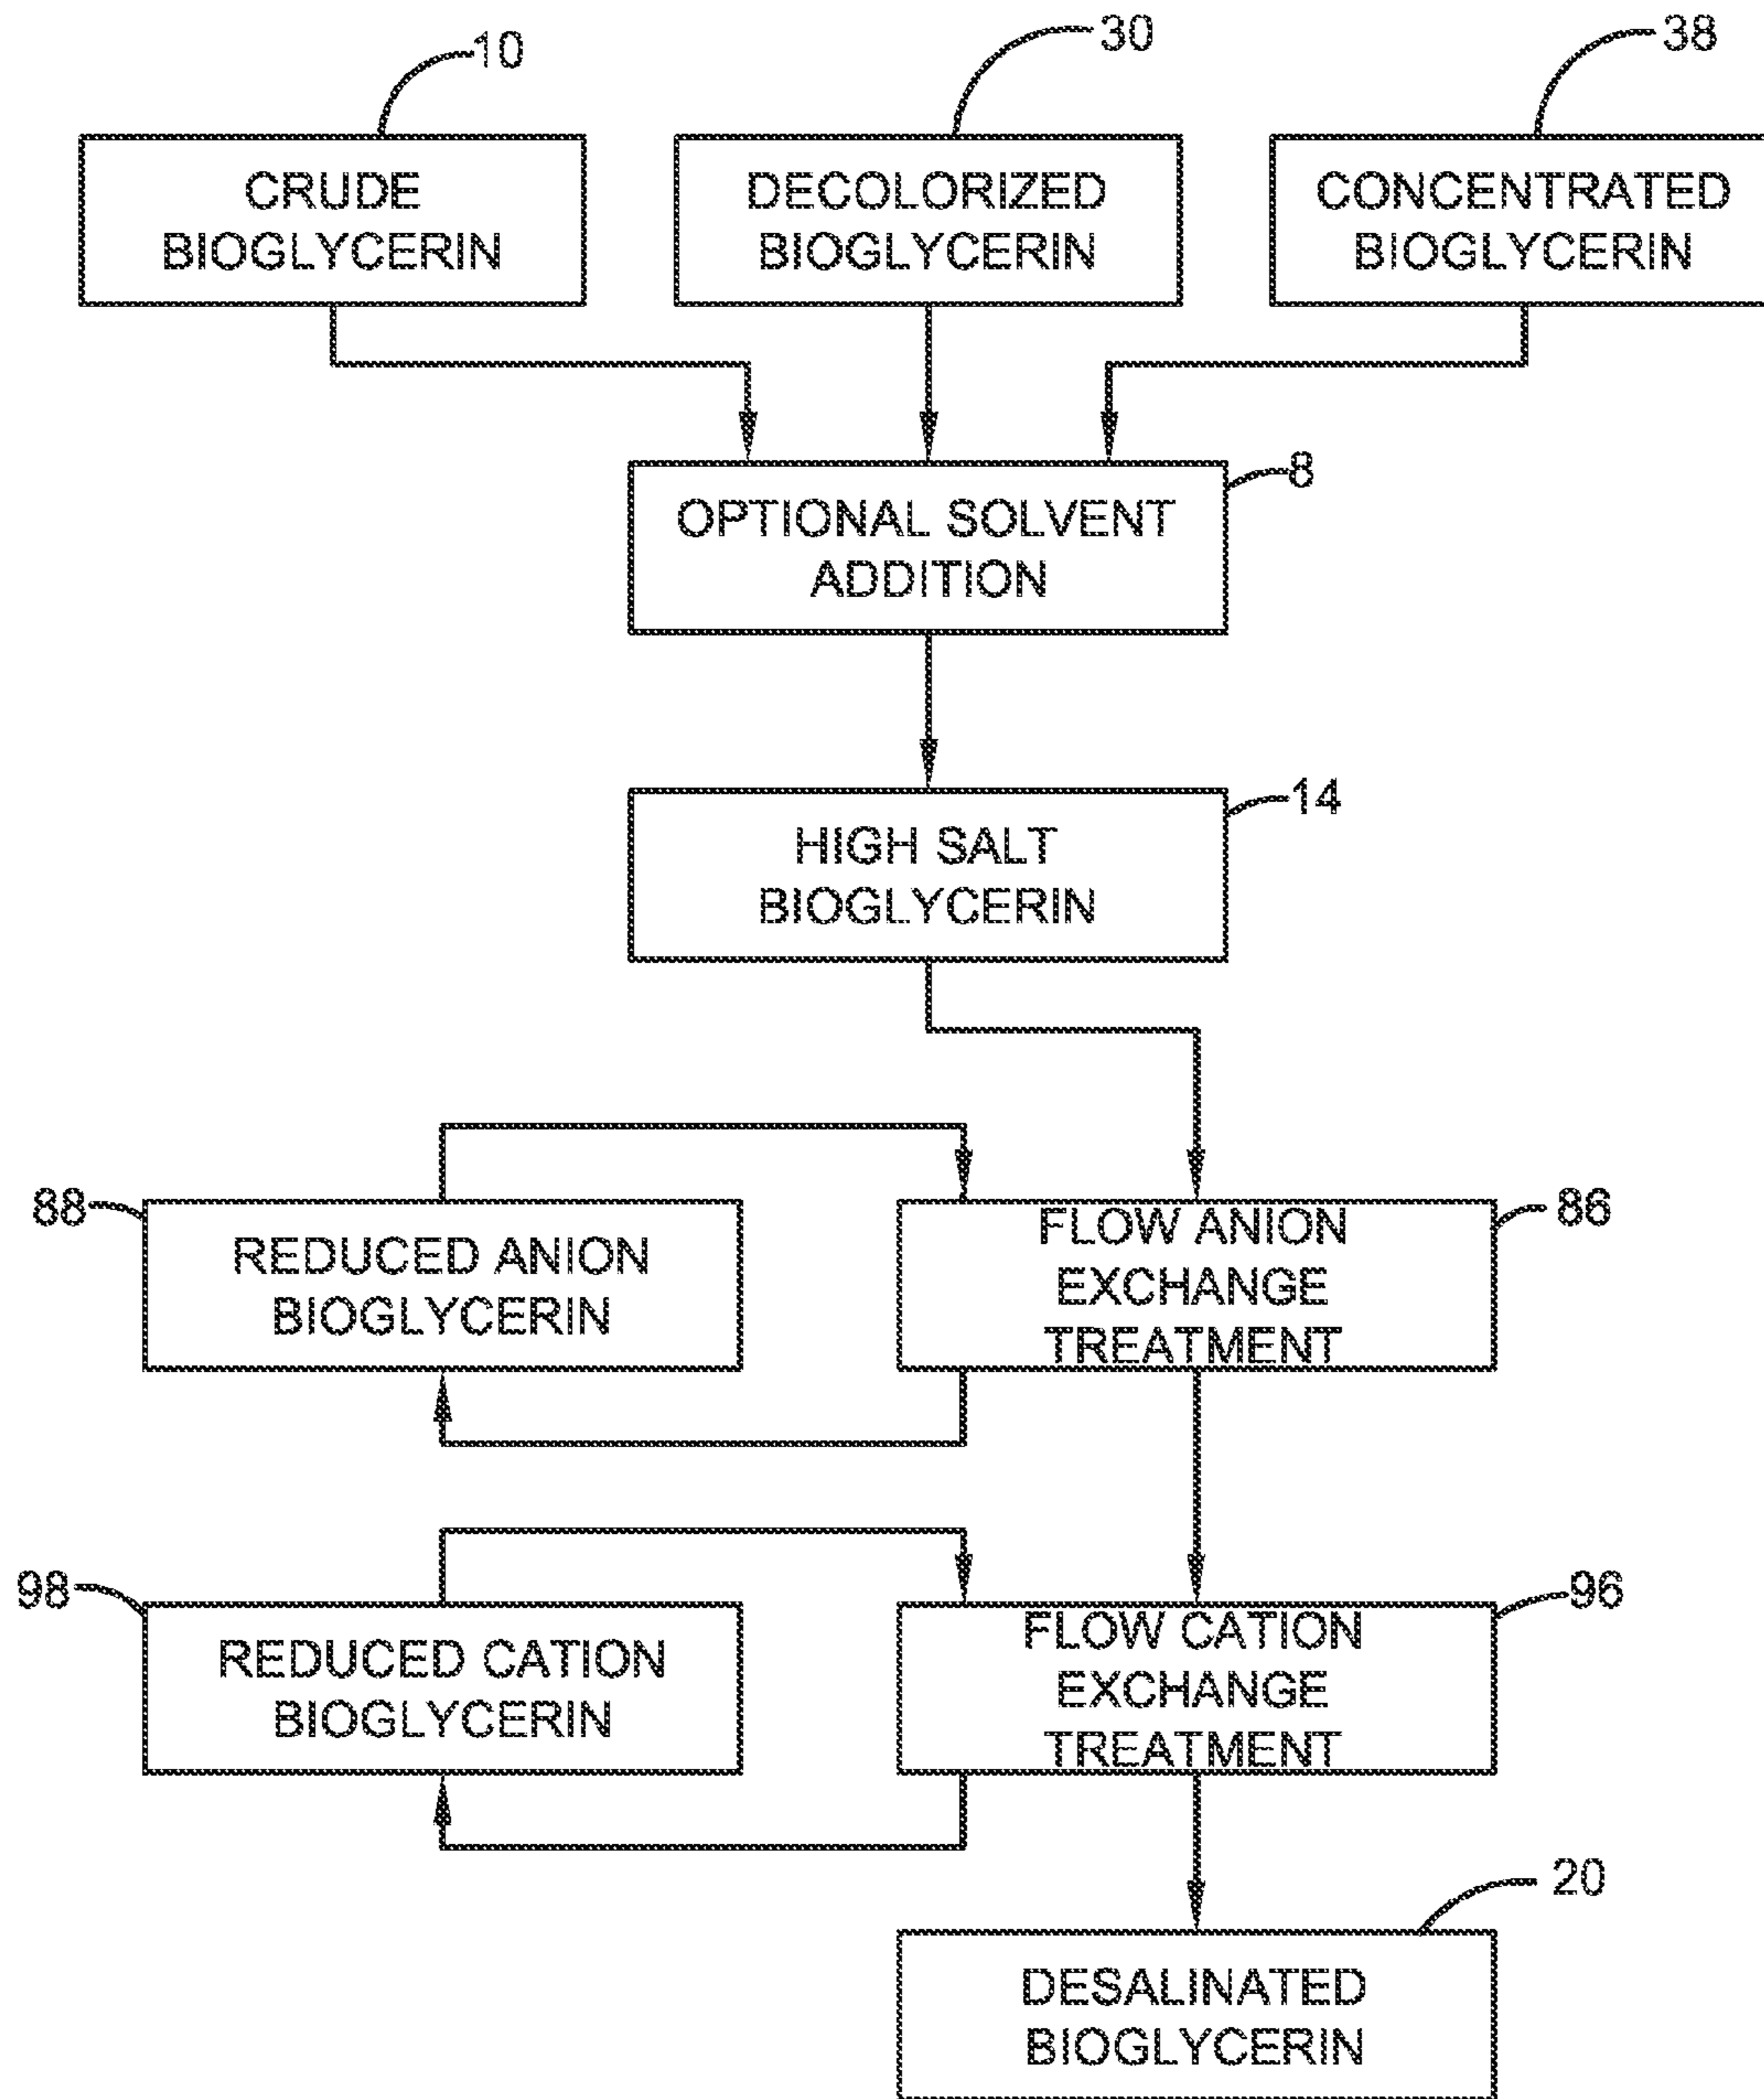 10
30
38
CRUDE
BIOGLYCERIN
DECOLORIZED
BIOGLYCERIN
CONCENTRATED
BIOGLYCERIN
8
OPTIONAL SOLVENT
ADDITION
14
HIGH SALT
BIOGLYCERIN
88
REDUCED ANION
BIOGLYCERIN
86
FLOW ANION
EXCHANGE
TREATMENT
98
REDUCED CATION
BIOGLYCERIN
96
FLOW CATION
EXCHANGE
TREATMENT
20
DESALINATED
BIOGLYCERIN